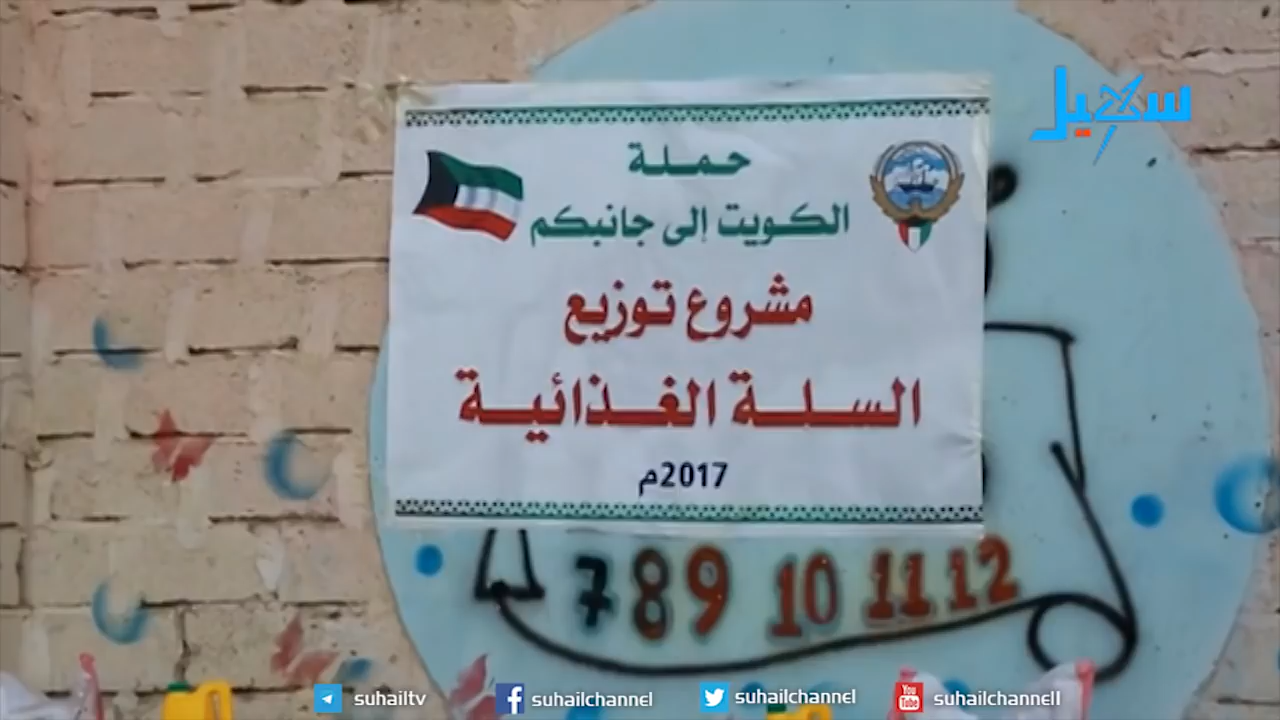 سهيل
حملة
الكويت إلى جانبكم
مشروع توزيع
السلة الغذائية
2017م
7 8 9 10 11 12
suhailtv suhailchannel suhailchannel suhailchannell